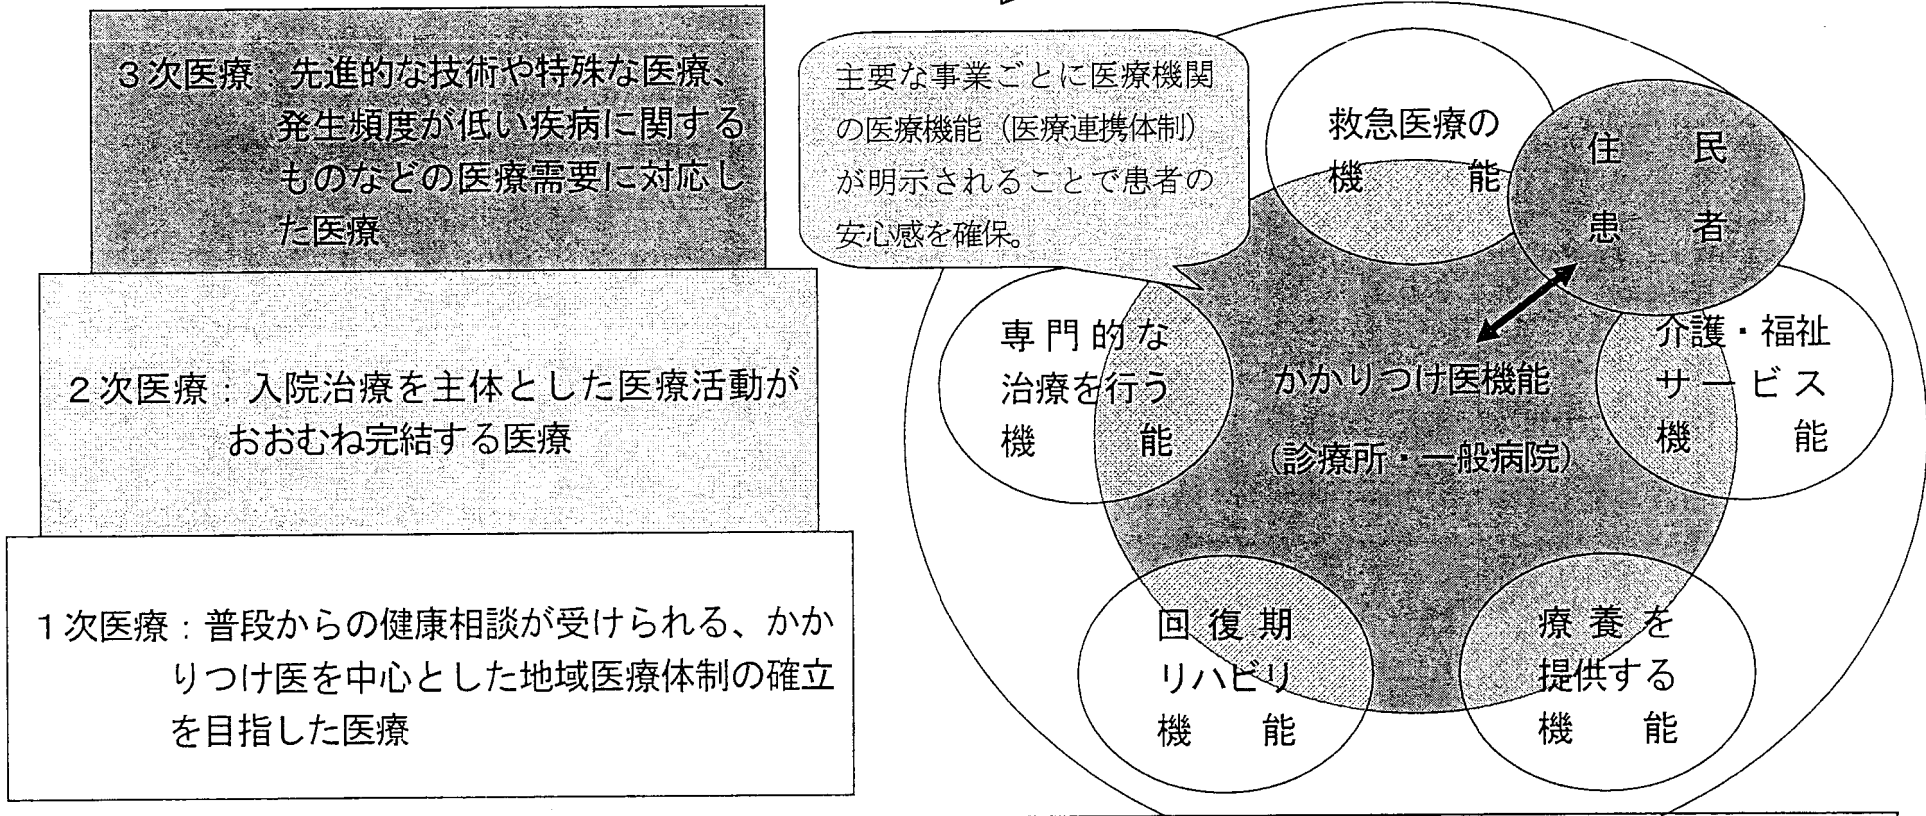 3次医療：先進的な技術や特殊な医療、
発生頻度が低い疾病に関する
ものなどの医療需要に対応し
た医療
2次医療：入院治療を主体とした医療活動が
おおむね完結する医療
1次医療：普段からの健康相談が受けられる、かか
りつけ医を中心とした地域医療体制の確立
を目指した医療
主要な事業ごとに医療機関
の医療機能（医療連携体制）
が明示されることで患者の
安心感を確保。
救急医療の
機能
住民
患者
専門的な
治療を行う
機能
かかりつけ医機能
（診療所・一般病院）
介護・福祉
サービス
機能
回復期
リハビリ
機能
療養を
提供する
機能